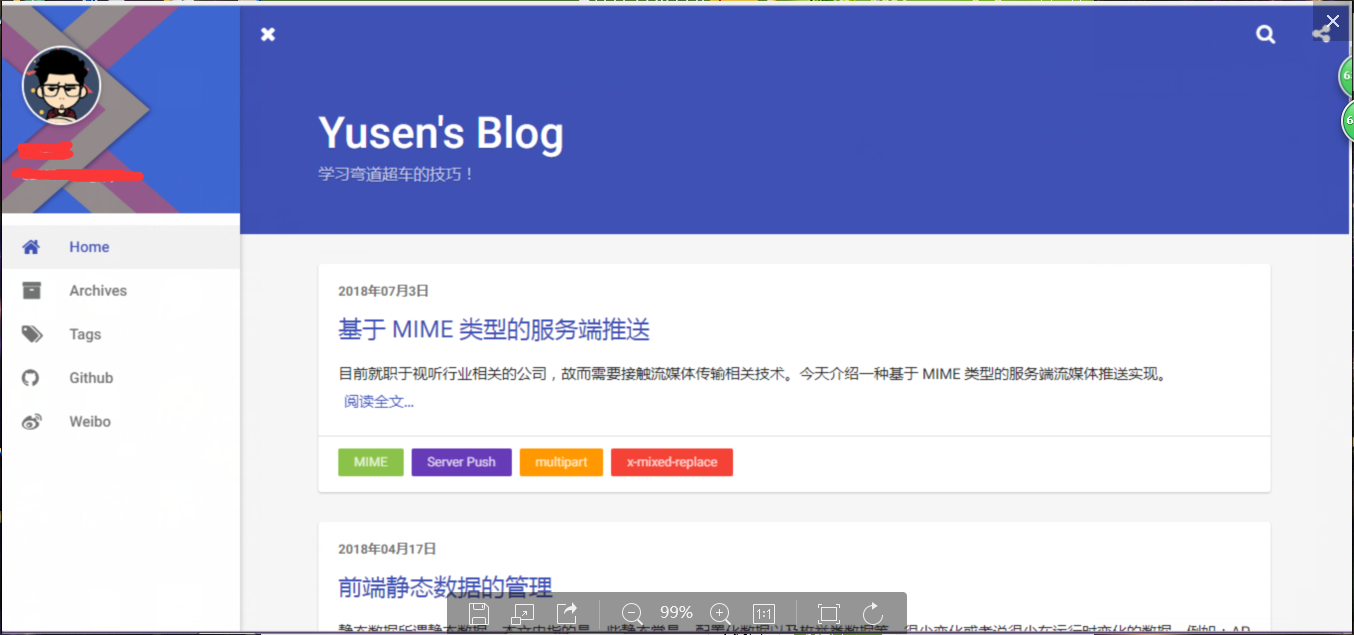 Yusen's Blog
学习弯道超车的技巧！
Home
Archives
Tags
Github
Weibo
2018年07月3日
基于 MIME 类型的服务端推送
目前就职于视听行业相关的公司，故而需要接触流媒体传输相关技术。今天介绍一种基于 MIME 类型的服务端流媒体推送实现。
阅读全文...
MIME
Server Push
multipart
x-mixed-replace
2018年04月17日
前端静态数据的管理
99%
1:1
6
6